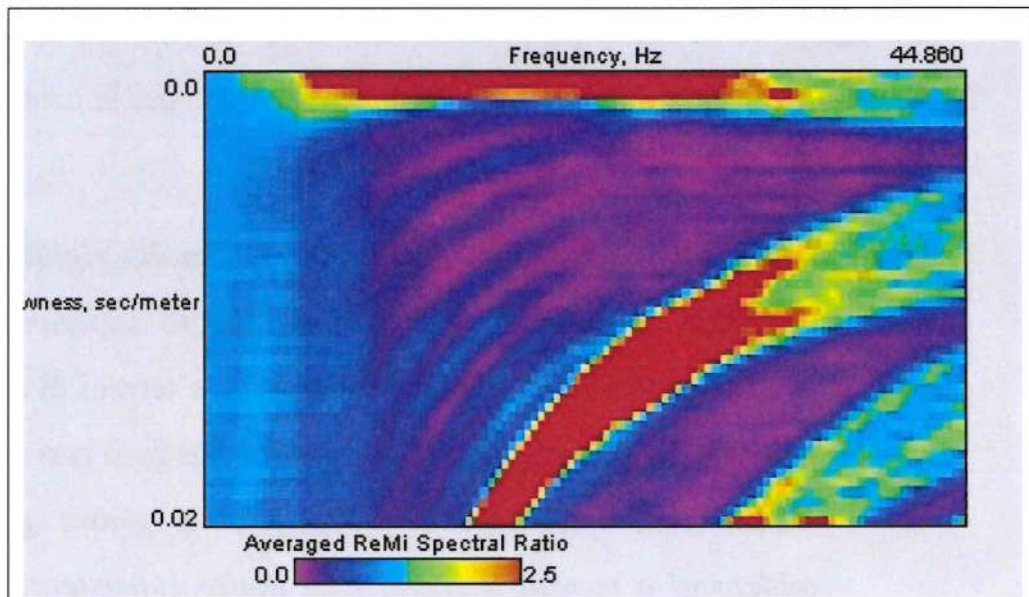 0.0 Frequency, Hz 44.860
0.0
wness, sec/meter
0.02
Averaged ReMi Spectral Ratio
0.0 2.5